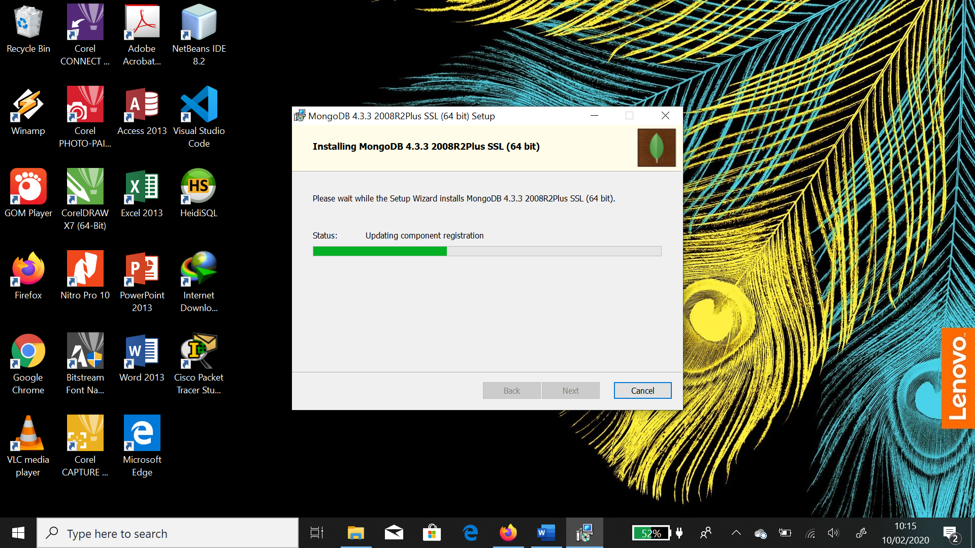 Recycle Bin
Corel
CONNECT ...
Adobe
Acrobat...
NetBeans IDE
8.2
Winamp
Corel
PHOTO-PAI...
Access 2013
Visual Studio
Code
GOM Player
CorelDRAW
X7 (64-Bit)
Excel 2013
HS
HeidiSQL
Firefox
Nitro Pro 10
PowerPoint
2013
Internet
Downlo...
Google
Chrome
Bitstream
Font Na...
Word 2013
Cisco Packet
Tracer Stu...
VLC media
player
Corel
CAPTURE ...
Microsoft
Edge
MongoDB 4.3.3 2008R2Plus SSL (64 bit) Setup
Installing MongoDB 4.3.3 2008R2Plus SSL (64 bit)
Please wait while the Setup Wizard installs MongoDB 4.3.3 2008R2Plus SSL (64 bit).
Status: Updating component registration
Back Next Cancel
Lenovo
Type here to search
52%
10:15
10/02/2020
2